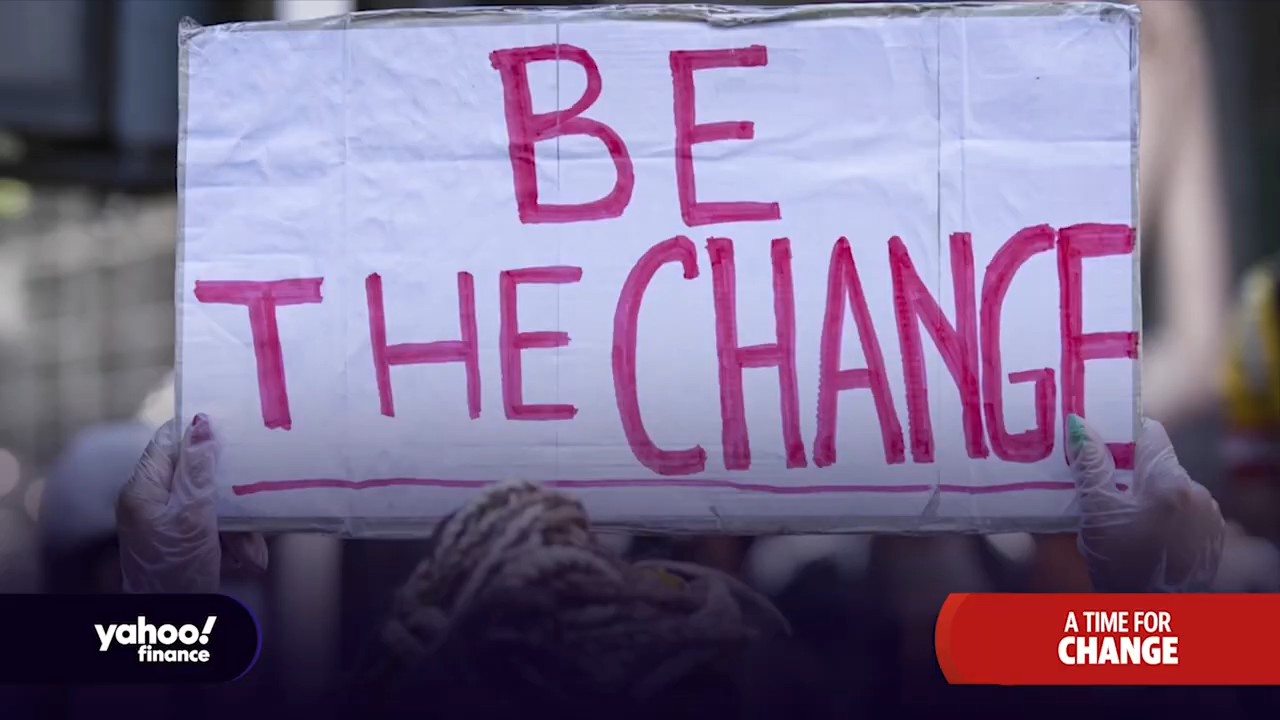 BE
THE CHANGE
yahoo!
finance
A TIME FOR
CHANGE